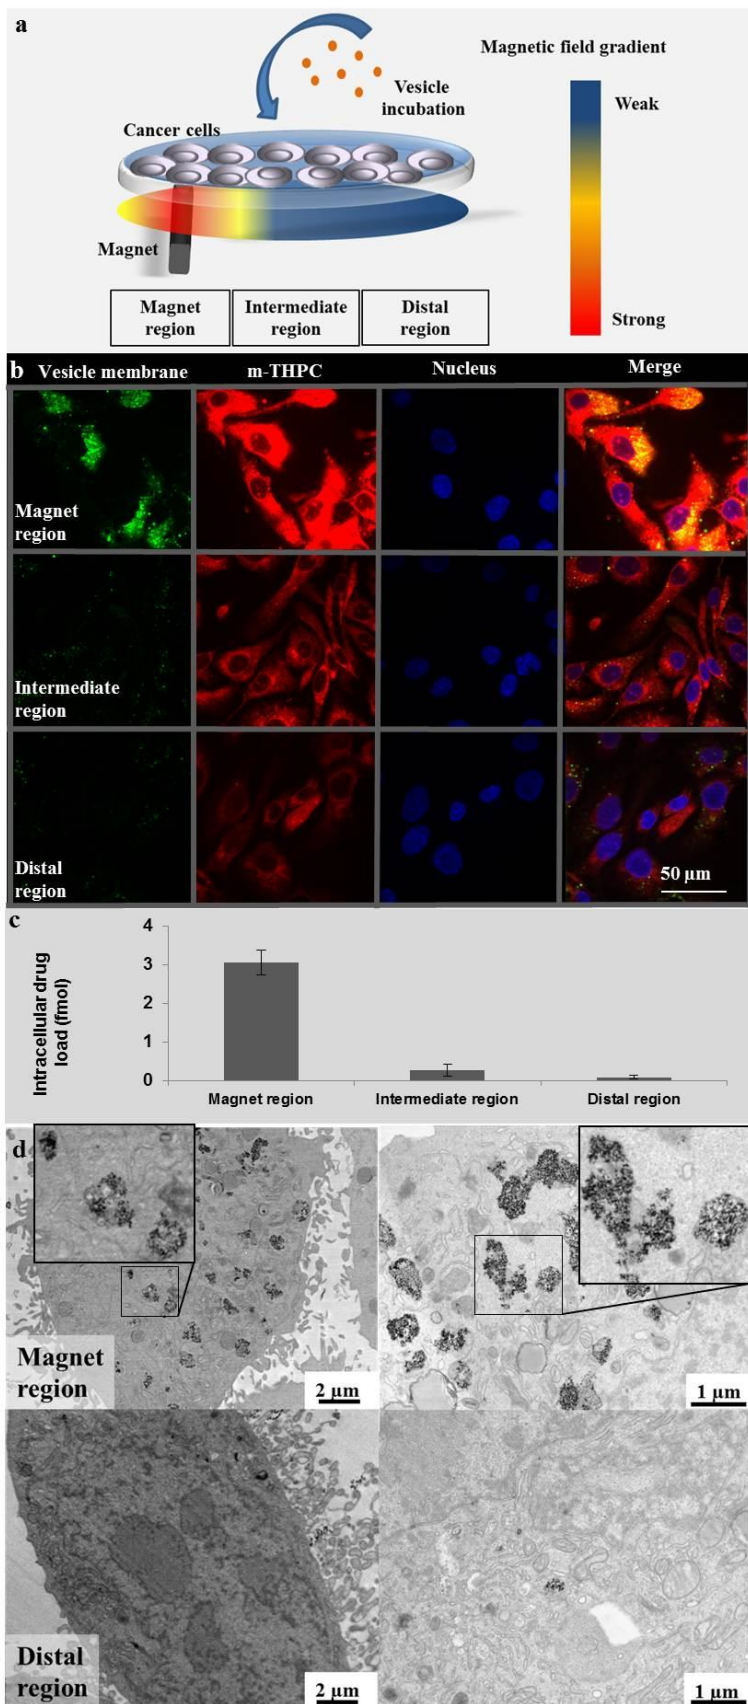 a
Magnetic field gradient
Weak
Vesicle
incubation
Cancer cells
Magnet
Strong
Magnet
region
Intermediate
region
Distal
region
b
Vesicle membrane
m-THPC
Nucleus
Merge
Magnet
region
Intermediate
region
Distal
region
50 µm
c
Intracellular drug
load (fmol)
4
3
2
1
0
Magnet region
Intermediate region
Distal region
d
Magnet
region
2 µm
1 µm
Distal
region
2 µm
1 µm